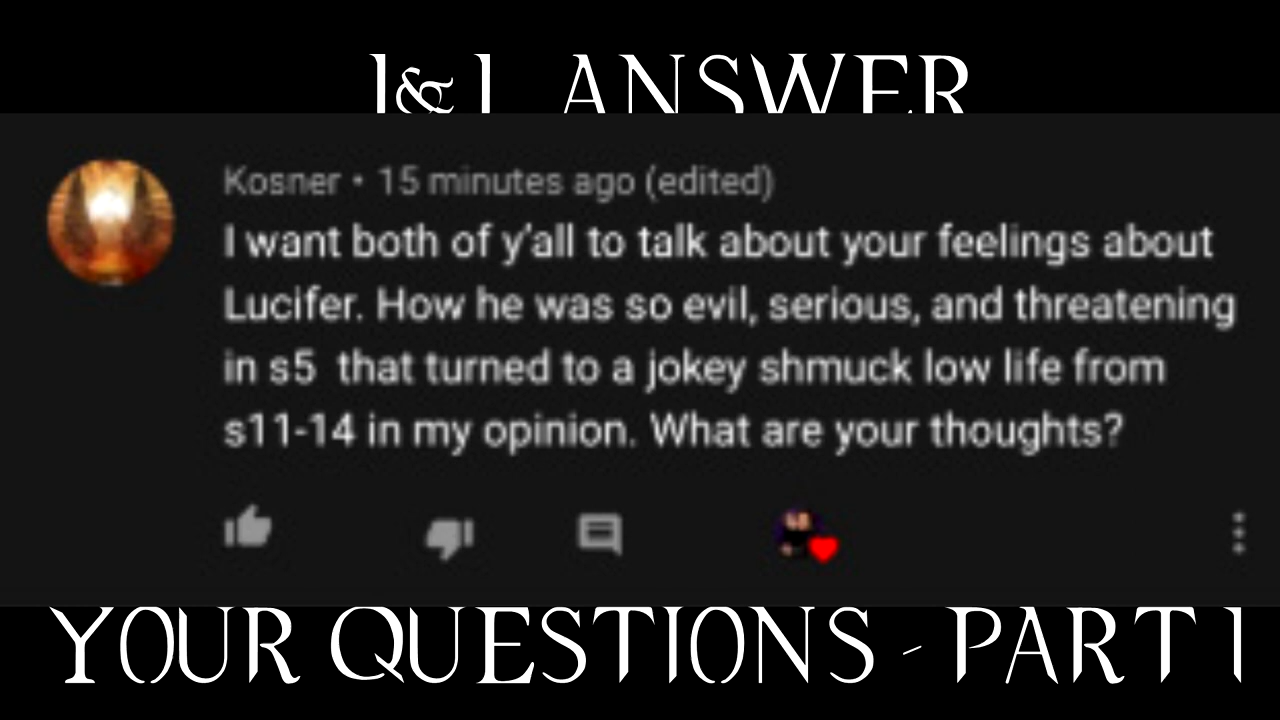 J&J ANSWER
Kosner • 15 minutes ago (edited)
I want both of y'all to talk about your feelings about
Lucifer. How he was so evil, serious, and threatening
in s5 that turned to a jokey shmuck low life from
s11-14 in my opinion. What are your thoughts?
YOUR QUESTIONS - PART 1